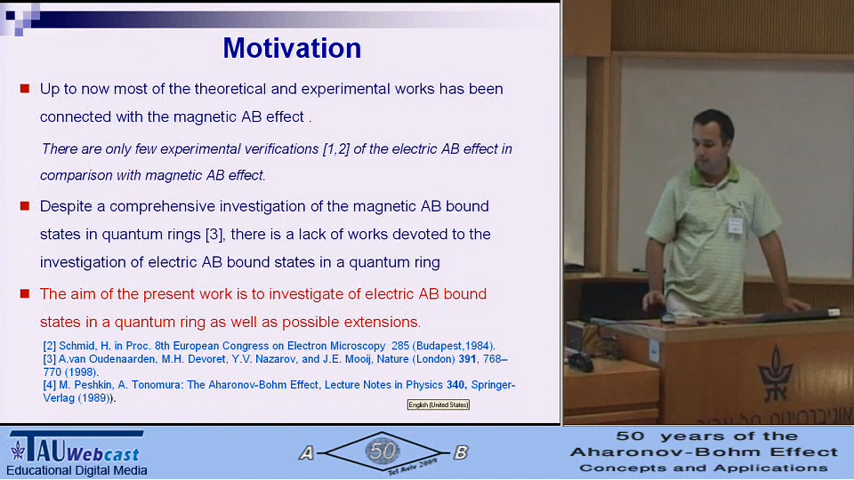 Motivation
Up to now most of the theoretical and experimental works has been
connected with the magnetic AB effect .
There are only few experimental verifications [1,2] of the electric AB effect in
comparison with magnetic AB effect.
Despite a comprehensive investigation of the magnetic AB bound
states in quantum rings [3], there is a lack of works devoted to the
investigation of electric AB bound states in a quantum ring
The aim of the present work is to investigate of electric AB bound
states in a quantum ring as well as possible extensions.
[2] Schmid, H. in Proc. 8th European Congress on Electron Microscopy 285 (Budapest,1984).
[3] A.van Oudenaarden, M.H. Devoret, Y.V. Nazarov, and J.E. Mooij, Nature (London) 391, 768–
770 (1998).
[4] M. Peshkin, A. Tonomura: The Aharonov-Bohm Effect, Lecture Notes in Physics 340, Springer-
Verlag (1989)).
English (United States)
אוניברסיטת תל-אביב
TAU Webcast
Educational Digital Media
A 50 B
Tel Aviv 2009
50 years of the
Aharonov-Bohm Effect
Concepts and Applications